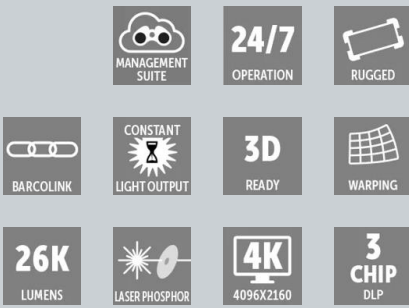 MANAGEMENT
SUITE
24/7
OPERATION
RUGGED
BARCOLINK
CONSTANT
LIGHT OUTPUT
3D
READY
WARPING
26K
LUMENS
LASER PHOSPHOR
4K
4096X2160
3
CHIP
DLP